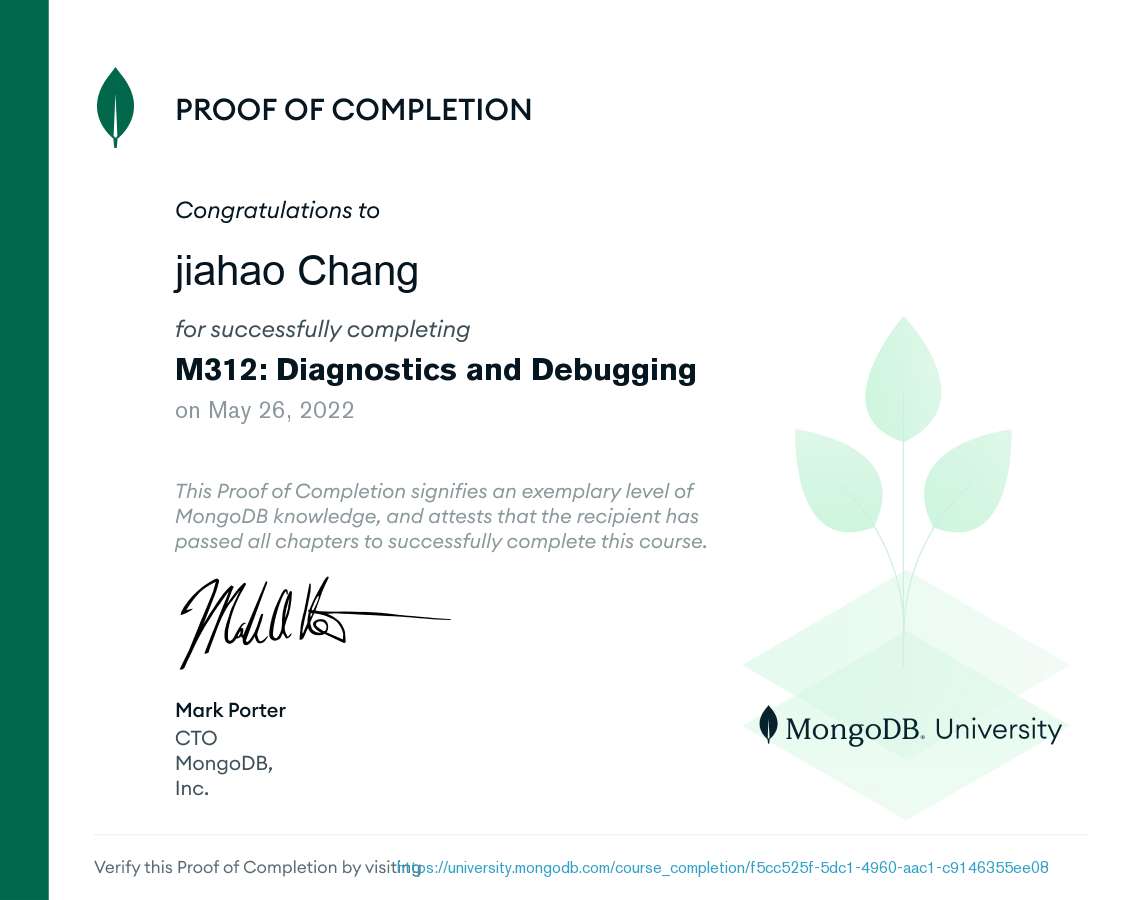 PROOF OF COMPLETION
Congratulations to
jiahao Chang
for successfully completing
M312: Diagnostics and Debugging
on May 26, 2022
This Proof of Completion signifies an exemplary level of
MongoDB knowledge, and attests that the recipient has
passed all chapters to successfully complete this course.
Mark Porter
CTO
MongoDB,
Inc.
MongoDB. University
Verify this Proof of Completion by visiting https://university.mongodb.com/course_completion/f5cc525f-5dc1-4960-aac1-c9146355ee08